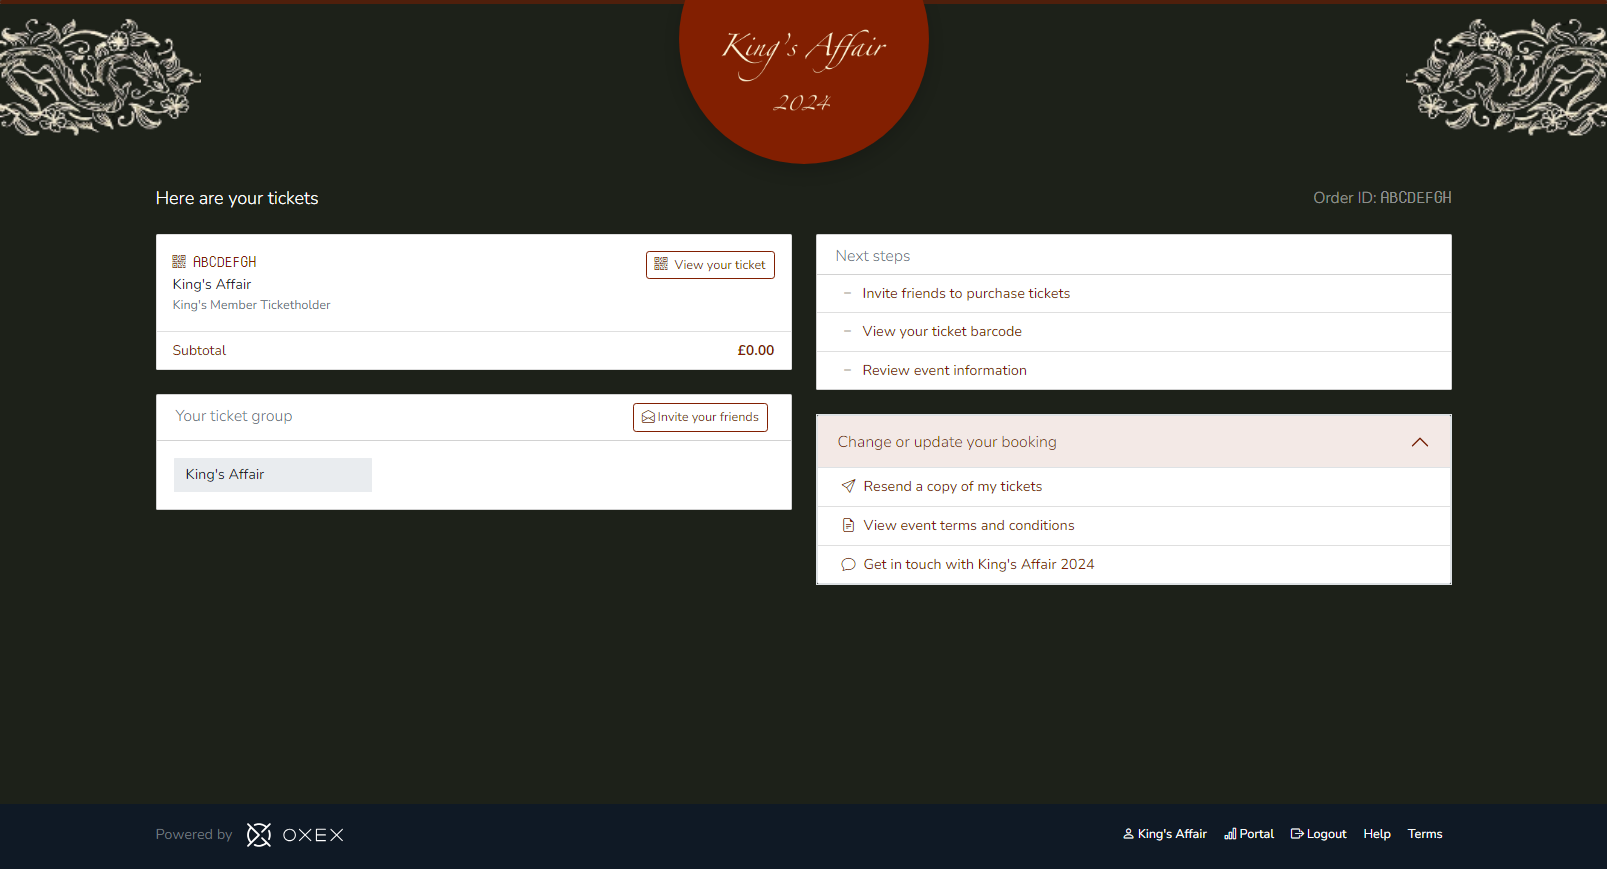 King's Affair
2024
Here are your tickets
Order ID: ABCDEFGH
ABCDEFGH
View your ticket
King's Affair
King's Member Ticketholder
Subtotal
£0.00
Your ticket group
Invite your friends
King's Affair
Next steps
– Invite friends to purchase tickets
– View your ticket barcode
– Review event information
Change or update your booking
Resend a copy of my tickets
View event terms and conditions
Get in touch with King's Affair 2024
Powered by OXEX
King's Affair Portal Logout Help Terms